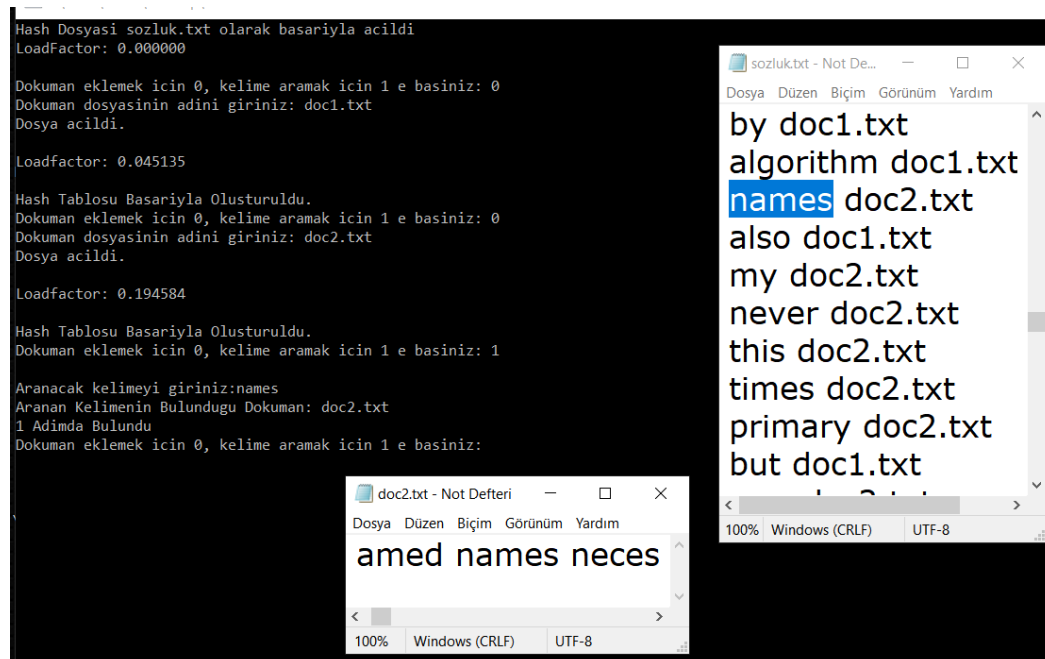 Hash Dosyasi sozluk.txt olarak basariyla acildi
LoadFactor: 0.000000
Dokuman eklemek icin 0, kelime aramak icin 1 e basiniz: 0
Dokuman dosyasinin adini giriniz: doc1.txt
Dosya acildi.
Loadfactor: 0.045135
Hash Tablosu Basariyla Olusturuldu.
Dokuman eklemek icin 0, kelime aramak icin 1 e basiniz: 0
Dokuman dosyasinin adini giriniz: doc2.txt
Dosya acildi.
Loadfactor: 0.194584
Hash Tablosu Basariyla Olusturuldu.
Dokuman eklemek icin 0, kelime aramak icin 1 e basiniz: 1
Aranacak kelimeyi giriniz:names
Aranan Kelimenin Bulundugu Dokuman: doc2.txt
1 Adimda Bulundu
Dokuman eklemek icin 0, kelime aramak icin 1 e basiniz:
sozluk.txt - Not De...
Dosya Düzen Biçim Görünüm Yardım
by doc1.txt
algorithm doc1.txt
names doc2.txt
also doc1.txt
my doc2.txt
never doc2.txt
this doc2.txt
times doc2.txt
primary doc2.txt
but doc1.txt
100% Windows (CRLF) UTF-8
doc2.txt - Not Defteri
Dosya Düzen Biçim Görünüm Yardım
amed names neces
100% Windows (CRLF) UTF-8